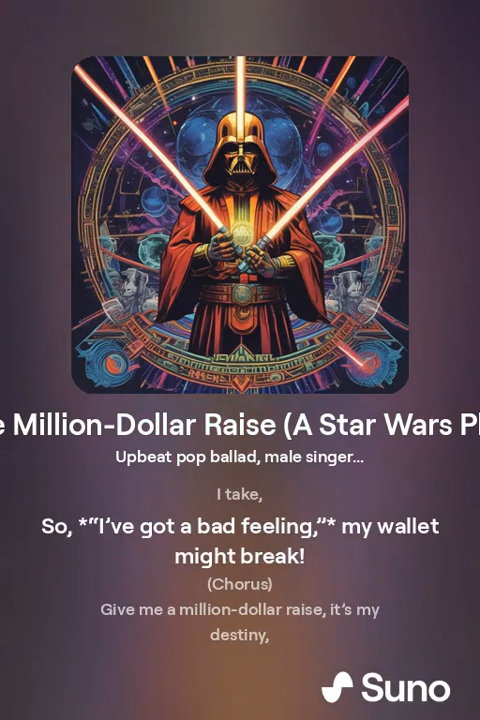 e Million-Dollar Raise (A Star Wars Pl
Upbeat pop ballad, male singer...
I take,
So, *“I’ve got a bad feeling,”* my wallet
might break!
(Chorus)
Give me a million-dollar raise, it’s my
destiny,
Suno